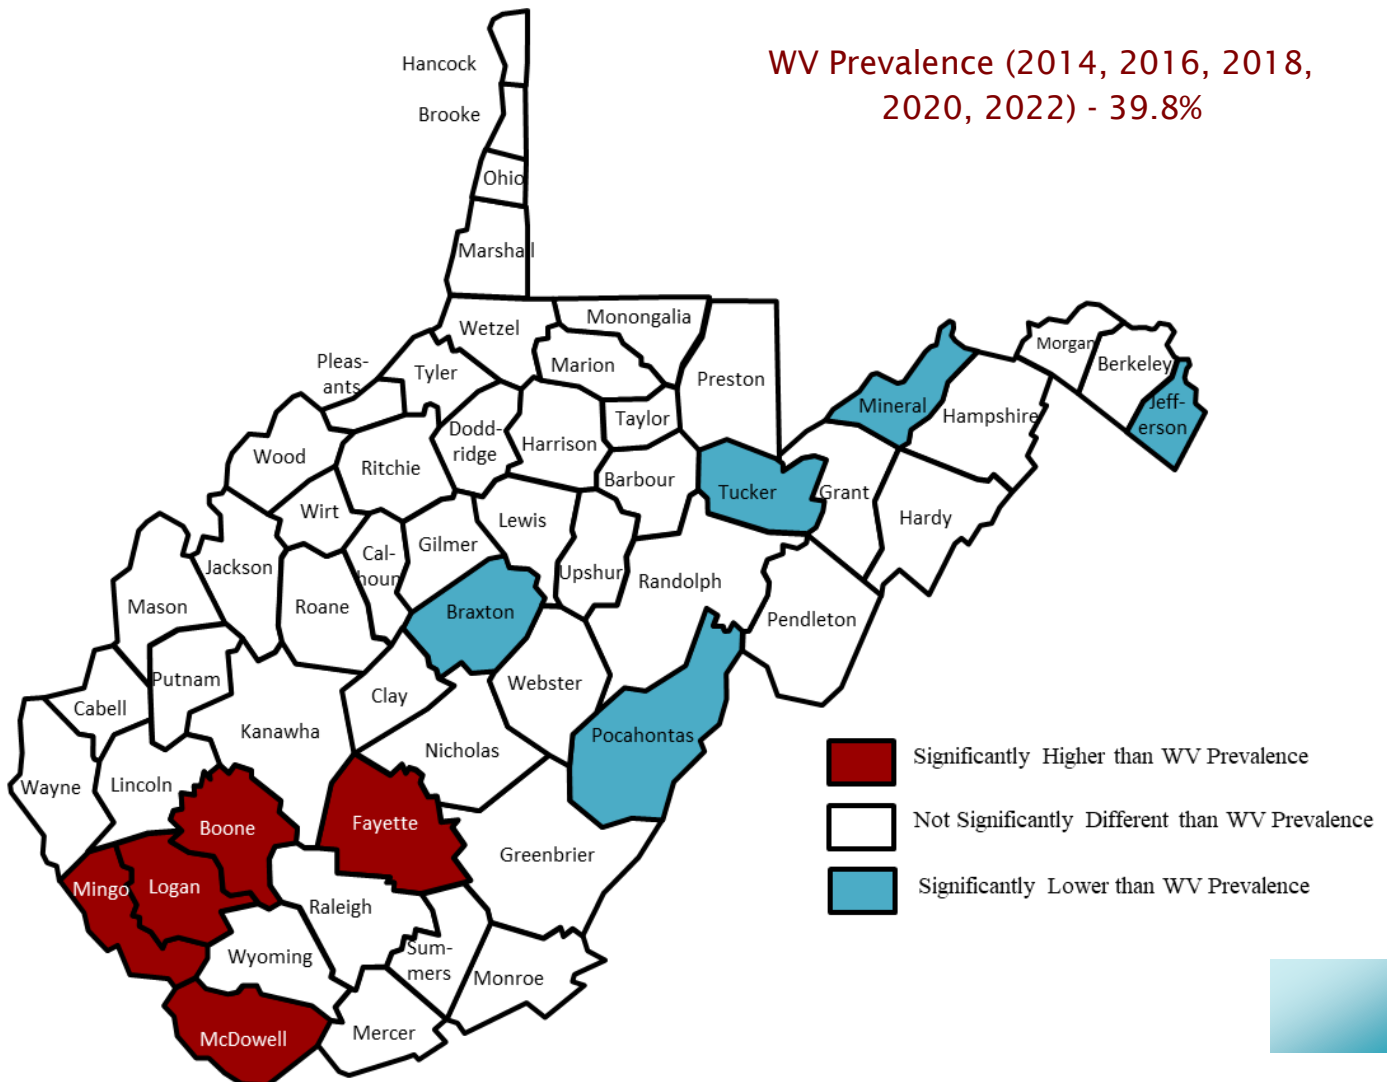 WV Prevalence (2014, 2016, 2018,
2020, 2022) - 39.8%
Hancock
Brooke
Ohio
Marshall
Wetzel
Monongalia
Marion
Preston
Pleas-
ants
Tyler
Taylor
Dodd-
ridge
Harrison
Wood
Ritchie
Barbour
Wirt
Lewis
Tucker
Grant
Mineral
Hampshire
Morgan
Berkeley
Jeff-
erson
Hardy
Jackson
Cal-
houn
Gilmer
Upshur
Randolph
Mason
Roane
Braxton
Pendleton
Putnam
Cabell
Clay
Webster
Kanawha
Nicholas
Pocahontas
Wayne
Lincoln
Boone
Fayette
Greenbrier
Mingo
Logan
Raleigh
Wyoming
Sum-
mers
Monroe
McDowell
Mercer
Significantly Higher than WV Prevalence
Not Significantly Different than WV Prevalence
Significantly Lower than WV Prevalence